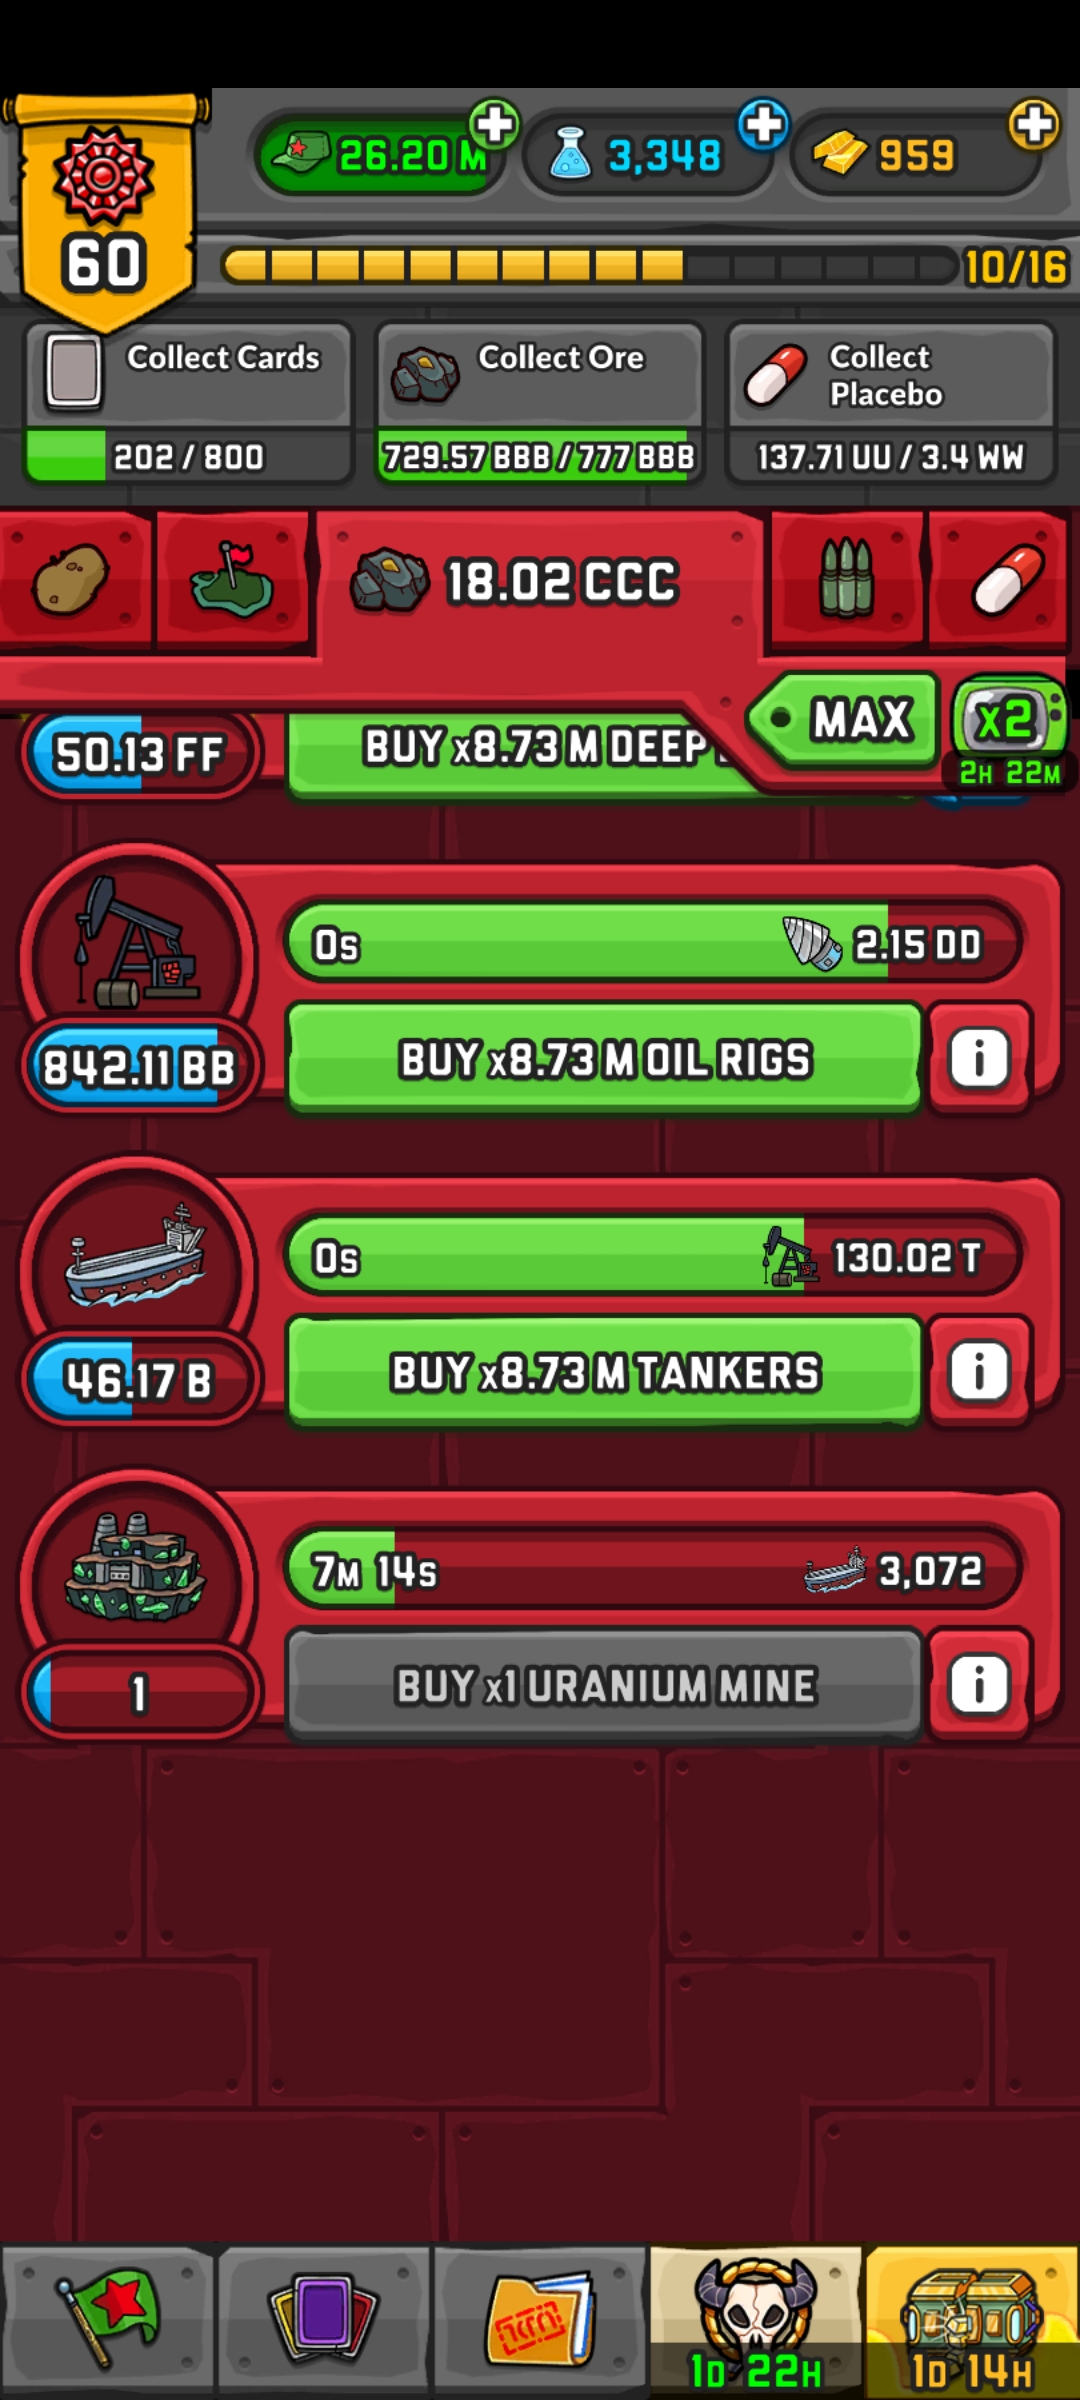 26.20 M
3,348
959
60
10/16
Collect Cards
202 / 800
Collect Ore
729.57 BBB / 777 BBB
Collect
Placebo
137.71 UU / 3.4 WW
18.02 CCC
MAX
x2
2H 22M
50.13 FF
BUY x8.73 M DEEP
0s
2.15 DD
842.11 BB
BUY x8.73 M OIL RIGS
i
0s
130.02 T
46.17 B
BUY x8.73 M TANKERS
i
7M 14s
3,072
1
BUY x1 URANIUM MINE
i
1D 22H
1D 14H